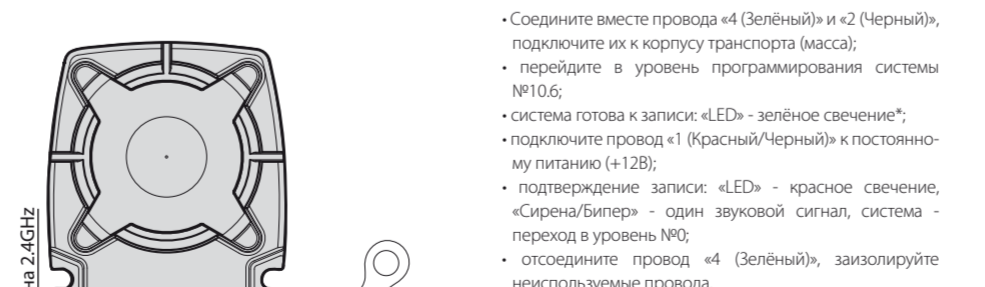 • Соедините вместе провода «4 (Зелёный)» и «2 (Черный)»,
подключите их к корпусу транспорта (масса);
• перейдите в уровень программирования системы
№10.6;
• система готова к записи: «LED» - зелёное свечение*;
• подключите провод «1 (Красный/Черный)» к постоянно-
му питанию (+12В);
• подтверждение записи: «LED» - красное свечение,
«Сирена/Бипер» - один звуковой сигнал, система -
переход в уровень №0;
• отсоедините провод «4 (Зелёный)», заизолируйте
неиспользуемые провода
на 2.4GHz